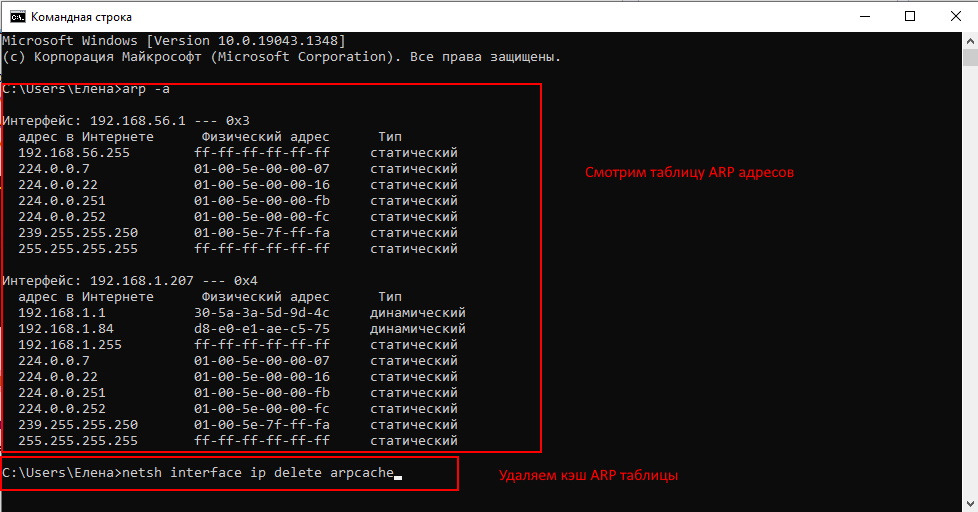 Командная строка
Microsoft Windows [Version 10.0.19043.1348]
(c) Корпорация Майкрософт (Microsoft Corporation). Все права защищены.
C:\Users\Елена>arp -a
Интерфейс: 192.168.56.1 --- 0x3
адрес в Интернете Физический адрес Тип
192.168.56.255 ff-ff-ff-ff-ff-ff статический
224.0.0.7 01-00-5e-00-00-07 статический
224.0.0.22 01-00-5e-00-00-16 статический
224.0.0.251 01-00-5e-00-00-fb статический
224.0.0.252 01-00-5e-00-00-fc статический
239.255.255.250 01-00-5e-7f-ff-fa статический
255.255.255.255 ff-ff-ff-ff-ff-ff статический
Смотрим таблицу ARP адресов
Интерфейс: 192.168.1.207 --- 0x4
адрес в Интернете Физический адрес Тип
192.168.1.1 30-5a-3a-5d-9d-4c динамический
192.168.1.84 d8-e0-e1-ae-c5-75 динамический
192.168.1.255 ff-ff-ff-ff-ff-ff статический
224.0.0.7 01-00-5e-00-00-07 статический
224.0.0.22 01-00-5e-00-00-16 статический
224.0.0.251 01-00-5e-00-00-fb статический
224.0.0.252 01-00-5e-00-00-fc статический
239.255.255.250 01-00-5e-7f-ff-fa статический
255.255.255.255 ff-ff-ff-ff-ff-ff статический
C:\Users\Елена>netsh interface ip delete arpcache
Удаляем кэш ARP таблицы